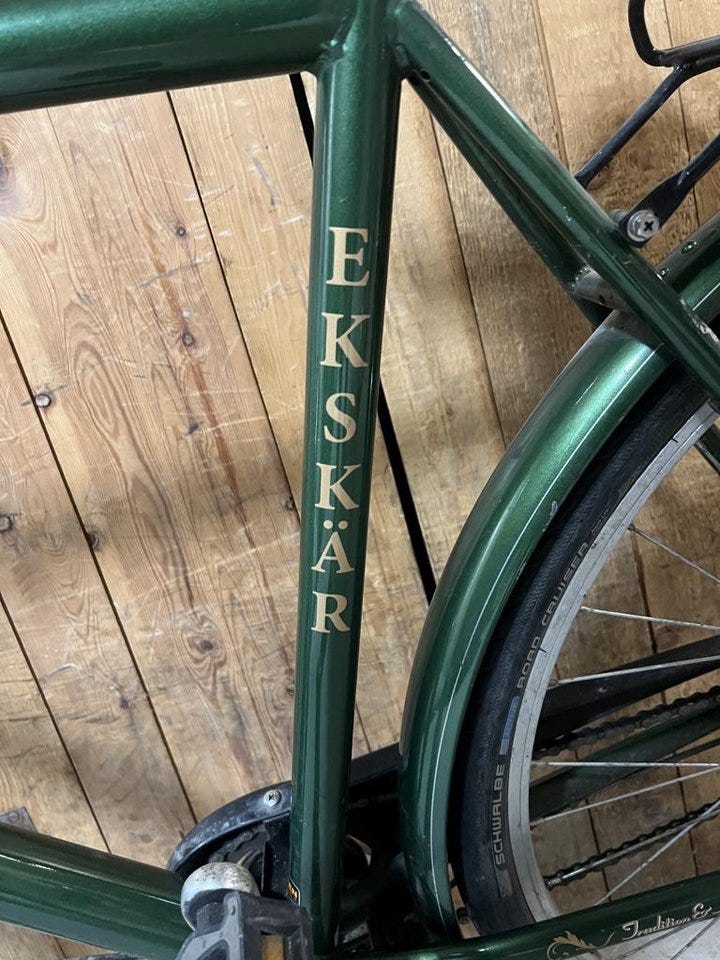 EKSKÄR
SCHWALBE
ROAD CRUISER
Tradition &